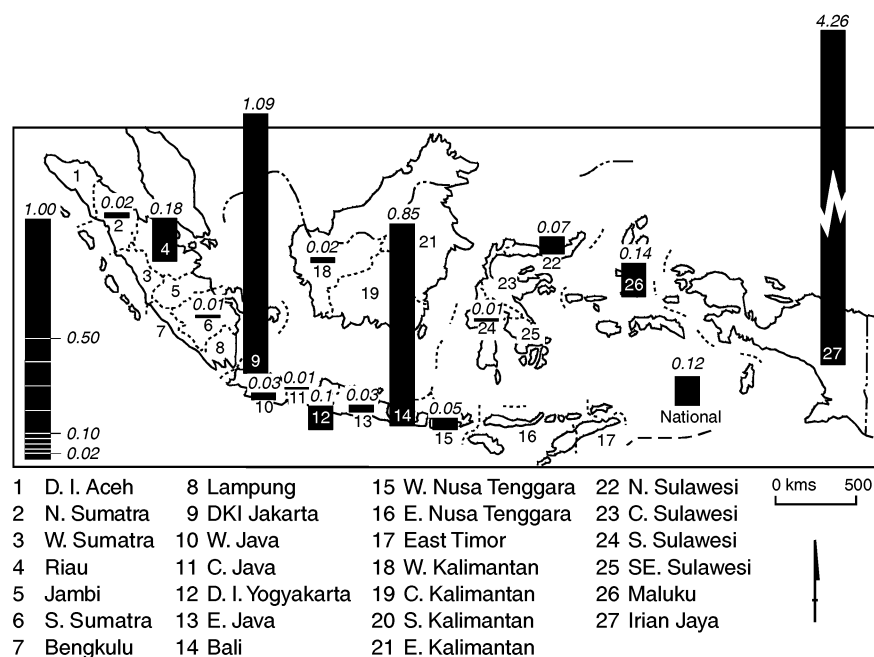 4.26
1.09
1
0.02
2
1.00
0.18
4
0.85
21
0.07
22
0.02
18
0.14
26
3
5
19
23
0.01
6
0.01
24
25
7
8
0.50
9
27
0.03
10
0.01
11
0.1
12
0.03
13
14
0.05
15
16
17
0.12
National
0.10
0.02
1 D. I. Aceh
2 N. Sumatra
3 W. Sumatra
4 Riau
5 Jambi
6 S. Sumatra
7 Bengkulu
8 Lampung
9 DKI Jakarta
10 W. Java
11 C. Java
12 D. I. Yogyakarta
13 E. Java
14 Bali
15 W. Nusa Tenggara
16 E. Nusa Tenggara
17 East Timor
18 W. Kalimantan
19 C. Kalimantan
20 S. Kalimantan
21 E. Kalimantan
22 N. Sulawesi
23 C. Sulawesi
24 S. Sulawesi
25 SE. Sulawesi
26 Maluku
27 Irian Jaya
0 kms 500